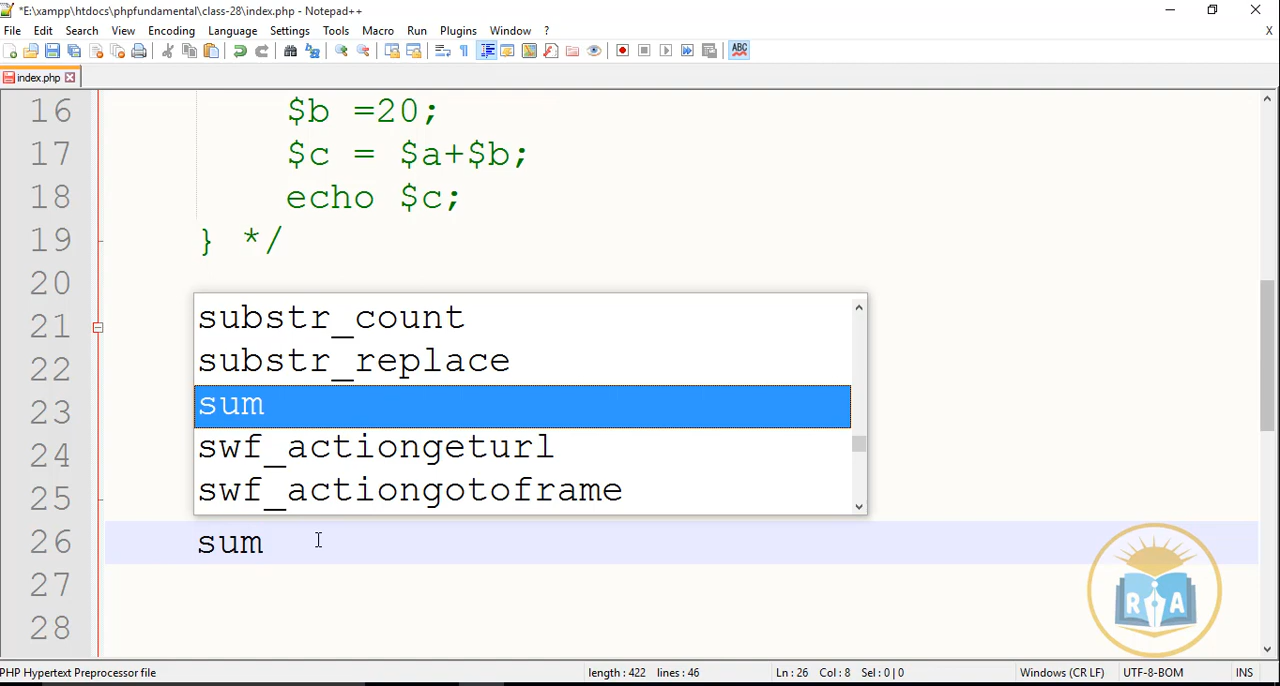 *E:\xampp\htdocs\phpfundamental\class-28\index.php - Notepad++
File Edit Search View Encoding Language Settings Tools Macro Run Plugins Window ? X
ABC
index.php
16 $b =20;
17 $c = $a+$b;
18 echo $c;
19 } */
20
substr_count
21
substr_replace
22
sum
23
swf_actiongeturl
24
swf_actiongotoframe
25
26 sum
27
R A
28
PHP Hypertext Preprocessor file length : 422 lines : 46 Ln : 26 Col : 8 Sel : 0 | 0 Windows (CR LF) UTF-8-BOM INS